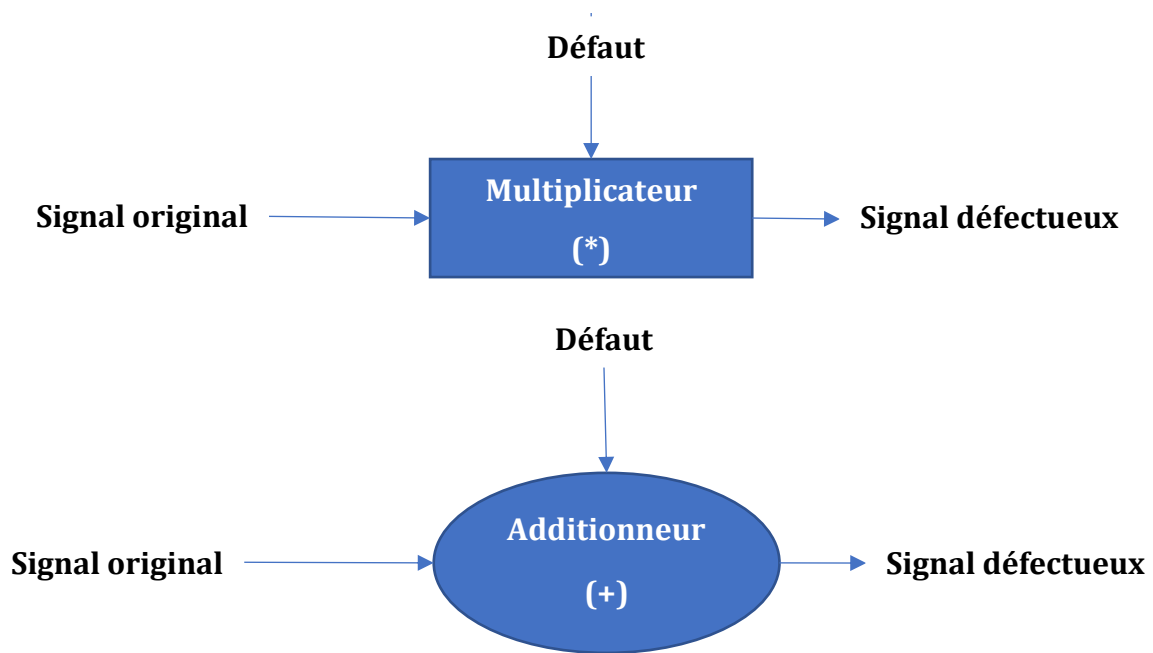 Défaut
Signal original
Multiplicateur
(*)
Signal défectueux
Défaut
Signal original
Additionneur
(+)
Signal défectueux